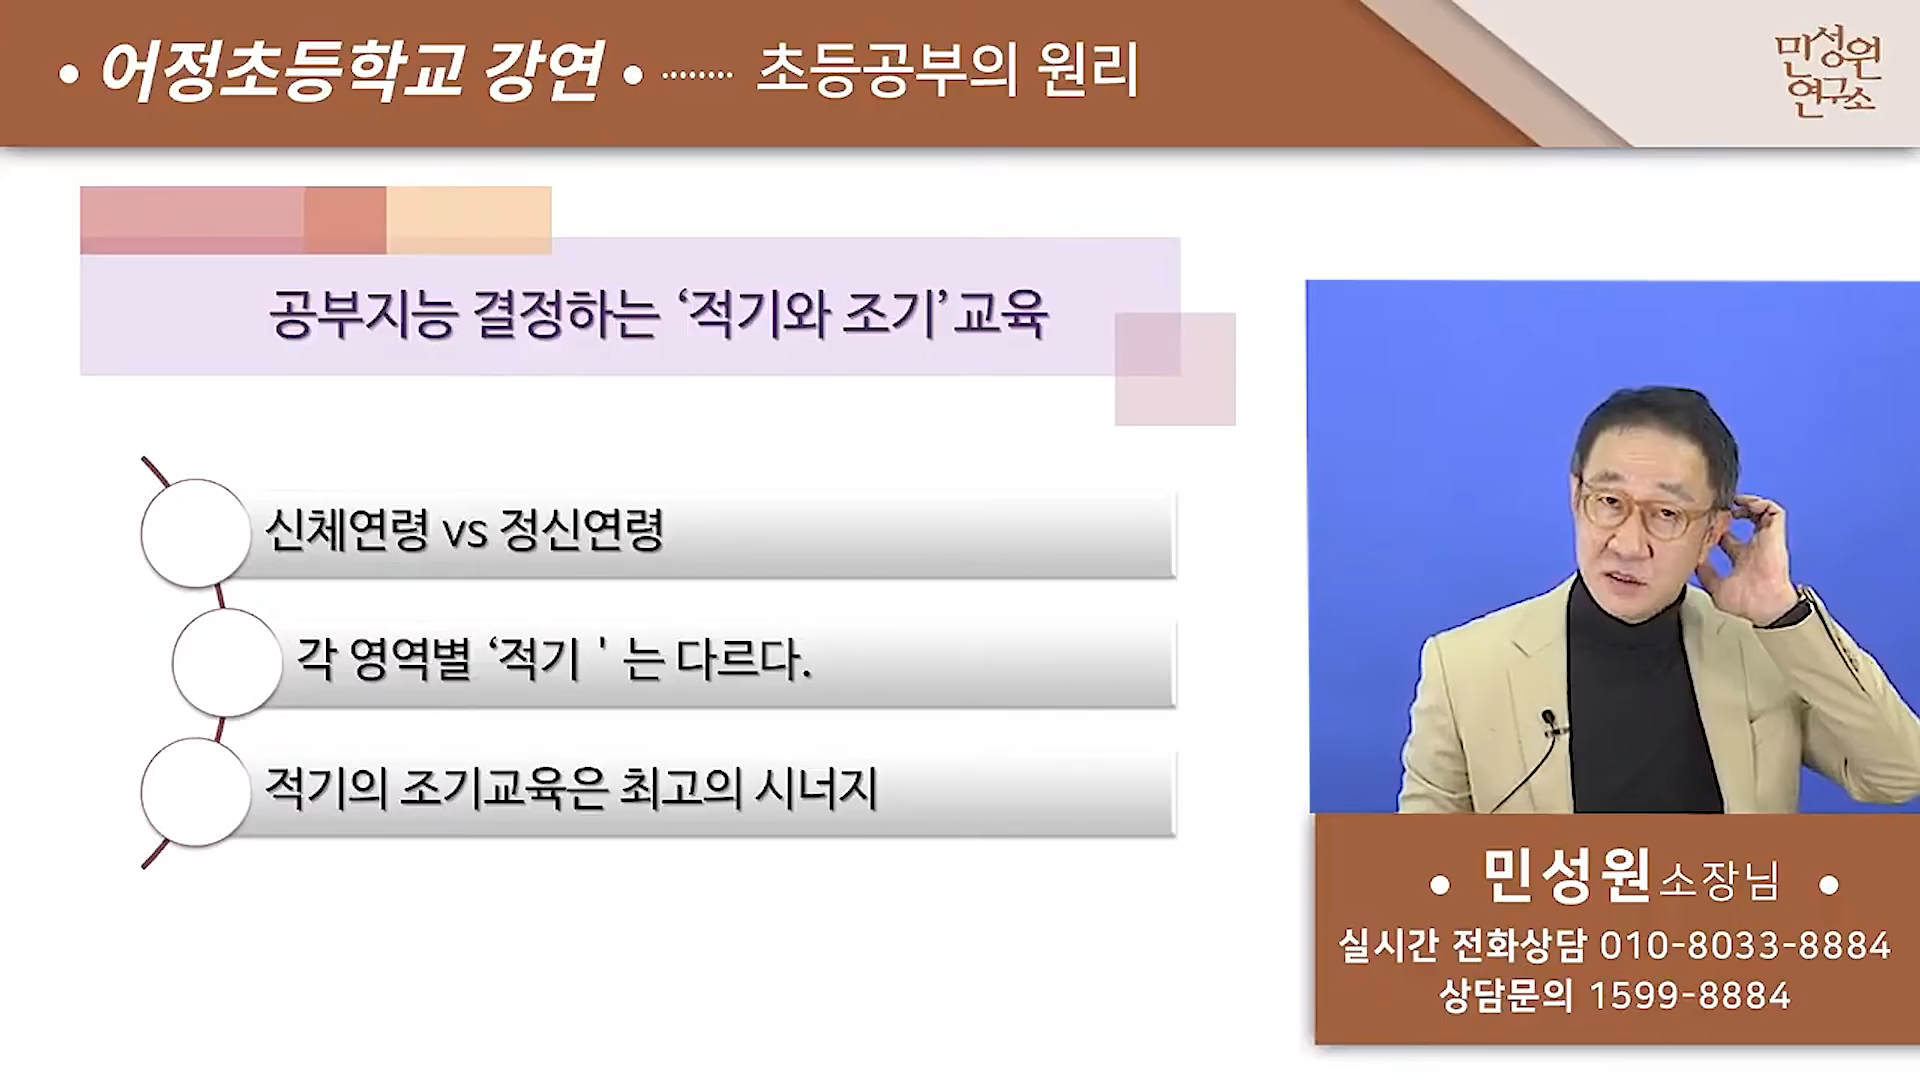 • 어정초등학교 강연 • ········ 초등공부의 원리
민성원
연구소
공부지능 결정하는 ‘적기와 조기’ 교육
신체연령 vs 정신연령
각 영역별 ‘적기 ' 는 다르다.
적기의 조기교육은 최고의 시너지
• 민성원 소장님 •
실시간 전화상담 010-8033-8884
상담문의 1599-8884